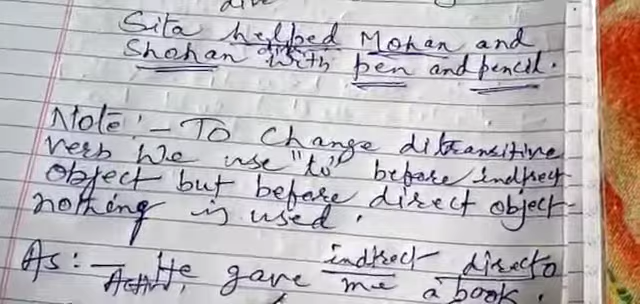 Sita helped Mohan and
Shohan with pen and pencil.
Note:- To change ditransitive
verb we use "to" before indirect
object but before direct object
nothing is used.
indirect direct o
As:- He gave me a book.
Active